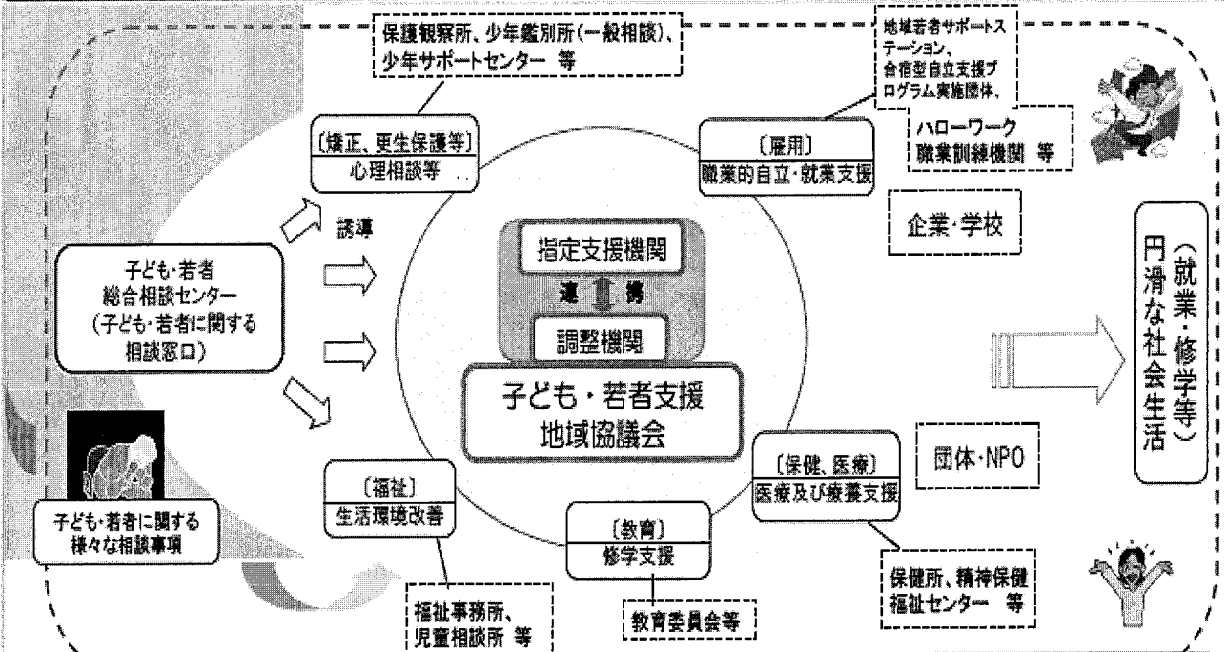 保護観察所、少年鑑別所(一般相談)、
少年サポートセンター 等
地域若者サポートス
テーション、
合宿型自立支援プ
ログラム実施団体、
ハローワーク
職業訓練機関 等
〔矯正、更生保護等〕
心理相談等
〔雇用〕
職業的自立・就業支援
誘導
企業・学校
指定支援機関
連携
調整機関
子ども・若者支援
地域協議会
子ども・若者
総合相談センター
(子ども・若者に関する
相談窓口)
円滑な社会生活
(就業・修学等)
団体・NPO
〔保健、医療〕
医療及び療養支援
〔福祉〕
生活環境改善
〔教育〕
修学支援
子ども・若者に関する
様々な相談事項
福祉事務所、
児童相談所 等
教育委員会等
保健所、精神保健
福祉センター 等